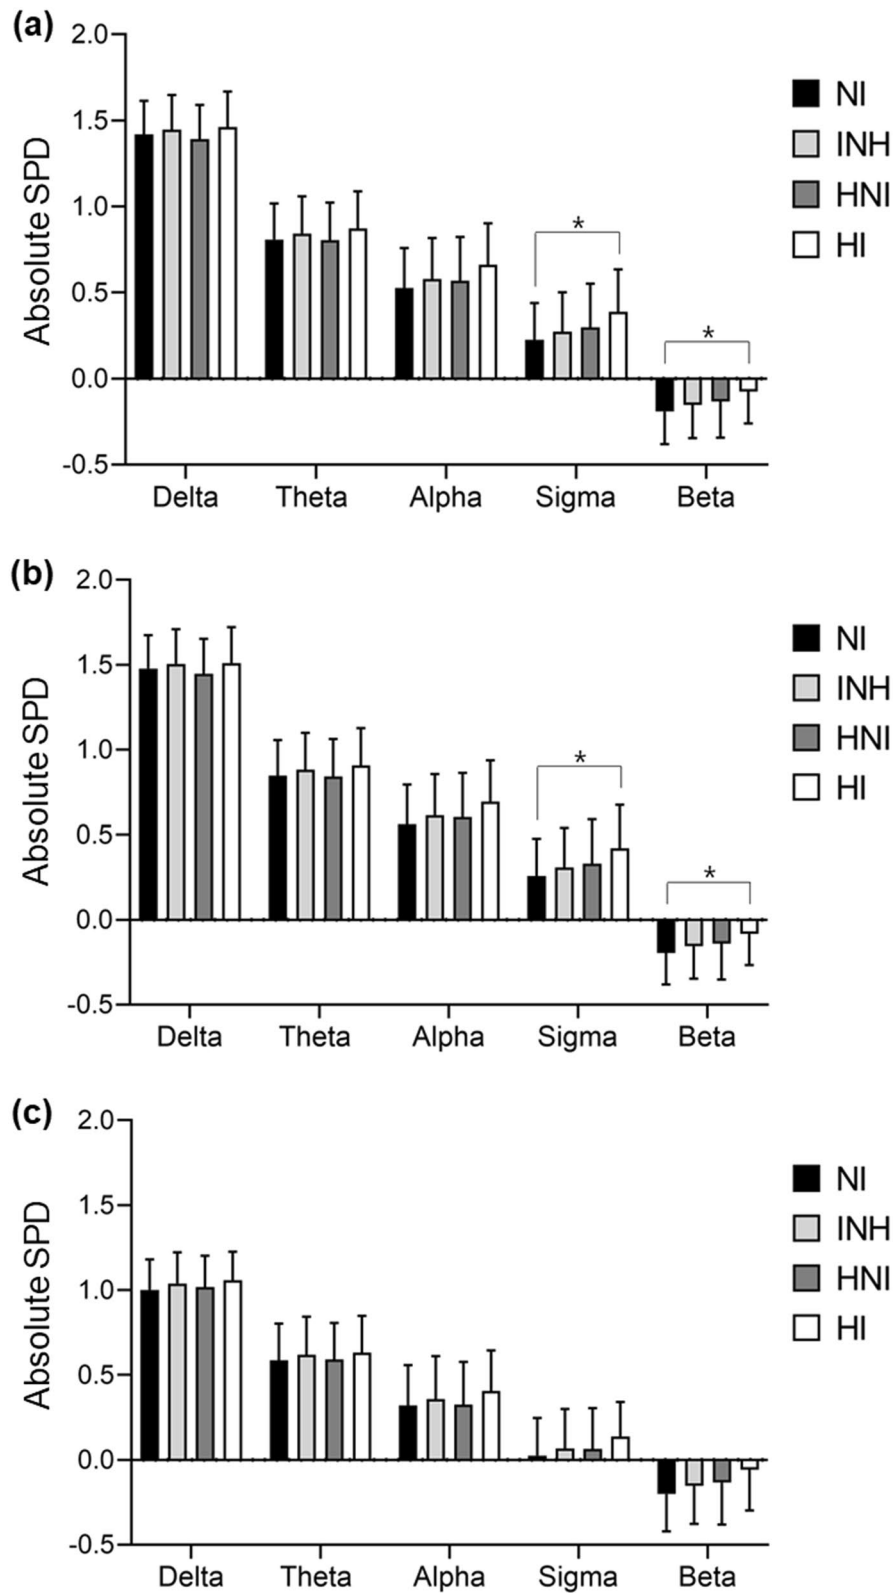 (a)
2.0
1.5
1.0
0.5
0.0
-0.5
Absolute SPD
*
*
Delta Theta Alpha Sigma Beta
NI
INH
HNI
HI
(b)
2.0
1.5
1.0
0.5
0.0
-0.5
Absolute SPD
*
*
Delta Theta Alpha Sigma Beta
NI
INH
HNI
HI
(c)
2.0
1.5
1.0
0.5
0.0
-0.5
Absolute SPD
Delta Theta Alpha Sigma Beta
NI
INH
HNI
HI